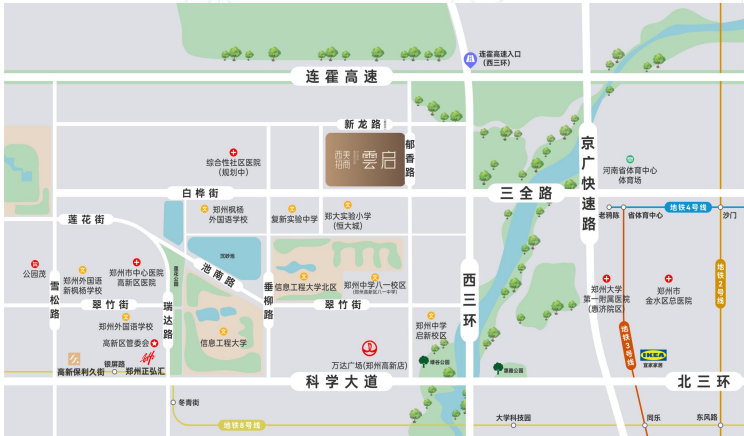 连霍高速入口
(西三环)
连霍高速
新龙路
西美
招商
雲启
郁香路
京广快速路
综合性社区医院
(规划中)
河南省体育中心
体育场
白桦街
三全路
郑州枫杨
外国语学校
复新实验中学
郑大实验小学
(恒大城)
莲花街
地铁4号线
老鸦陈
省体育中心
沙门
公园茂
郑州外国语
新枫杨学校
郑州市中心医院
高新区医院
池南路
垂柳路
信息工程大学北区
郑州中学八一校区
西三环
郑州大学
第一附属医院
(惠济院区)
郑州市
金水区总医院
地铁2号线
雪松路
翠竹街
瑞达路
翠竹街
郑州外国语学校
信息工程大学
郑州中学
启新校区
地铁3号线
高新区管委会
银屏路
高新保利久街
郑州正弘汇
万达广场(郑州高新店)
IKEA
宜家家居
科学大道
北三环
冬青街
地铁8号线
大学科技园
同乐
东风路